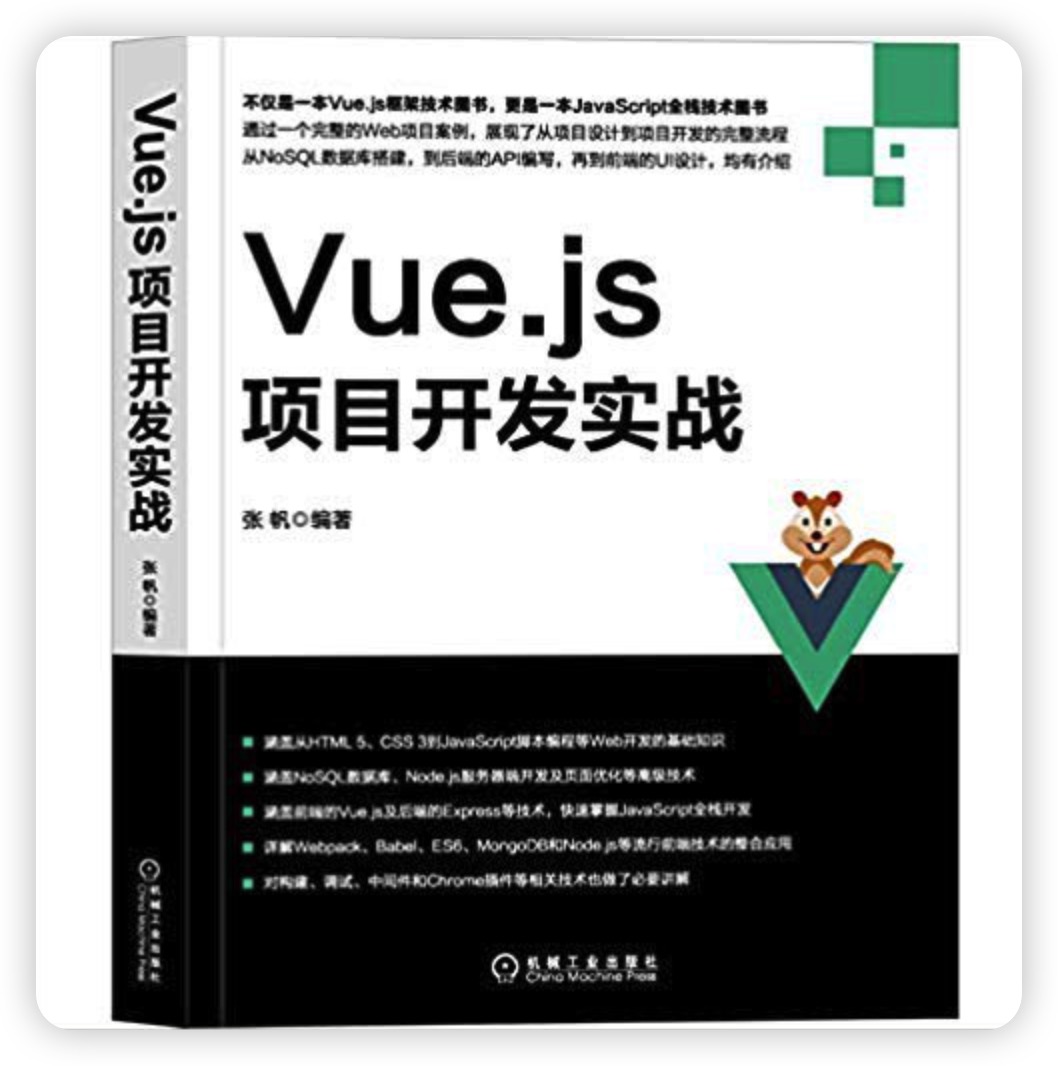 Vue.js 项目开发实战
张 帆◎编著
机械工业出版社
China Machine Press
不仅是一本Vue.js框架技术图书，更是一本JavaScript全栈技术图书
通过一个完整的Web项目案例，展现了从项目设计到项目开发的完整流程
从NoSQL数据库搭建，到后端的API编写，再到前端的UI设计，均有介绍
Vue.js
项目开发实战
张 帆◎编著
■ 涵盖从HTML 5、CSS 3到JavaScript脚本编程等Web开发的基础知识
■ 涵盖NoSQL数据库、Node.js服务器端开发及页面优化等高级技术
■ 涵盖前端的Vue.js及后端的Express等技术，快速掌握JavaScript全栈开发
■ 详解Webpack、Babel、ES6、MongoDB和Node.js等流行前端技术的整合应用
■ 对构建、调试、中间件和Chrome插件等相关技术也做了必要讲解
机械工业出版社
China Machine Press